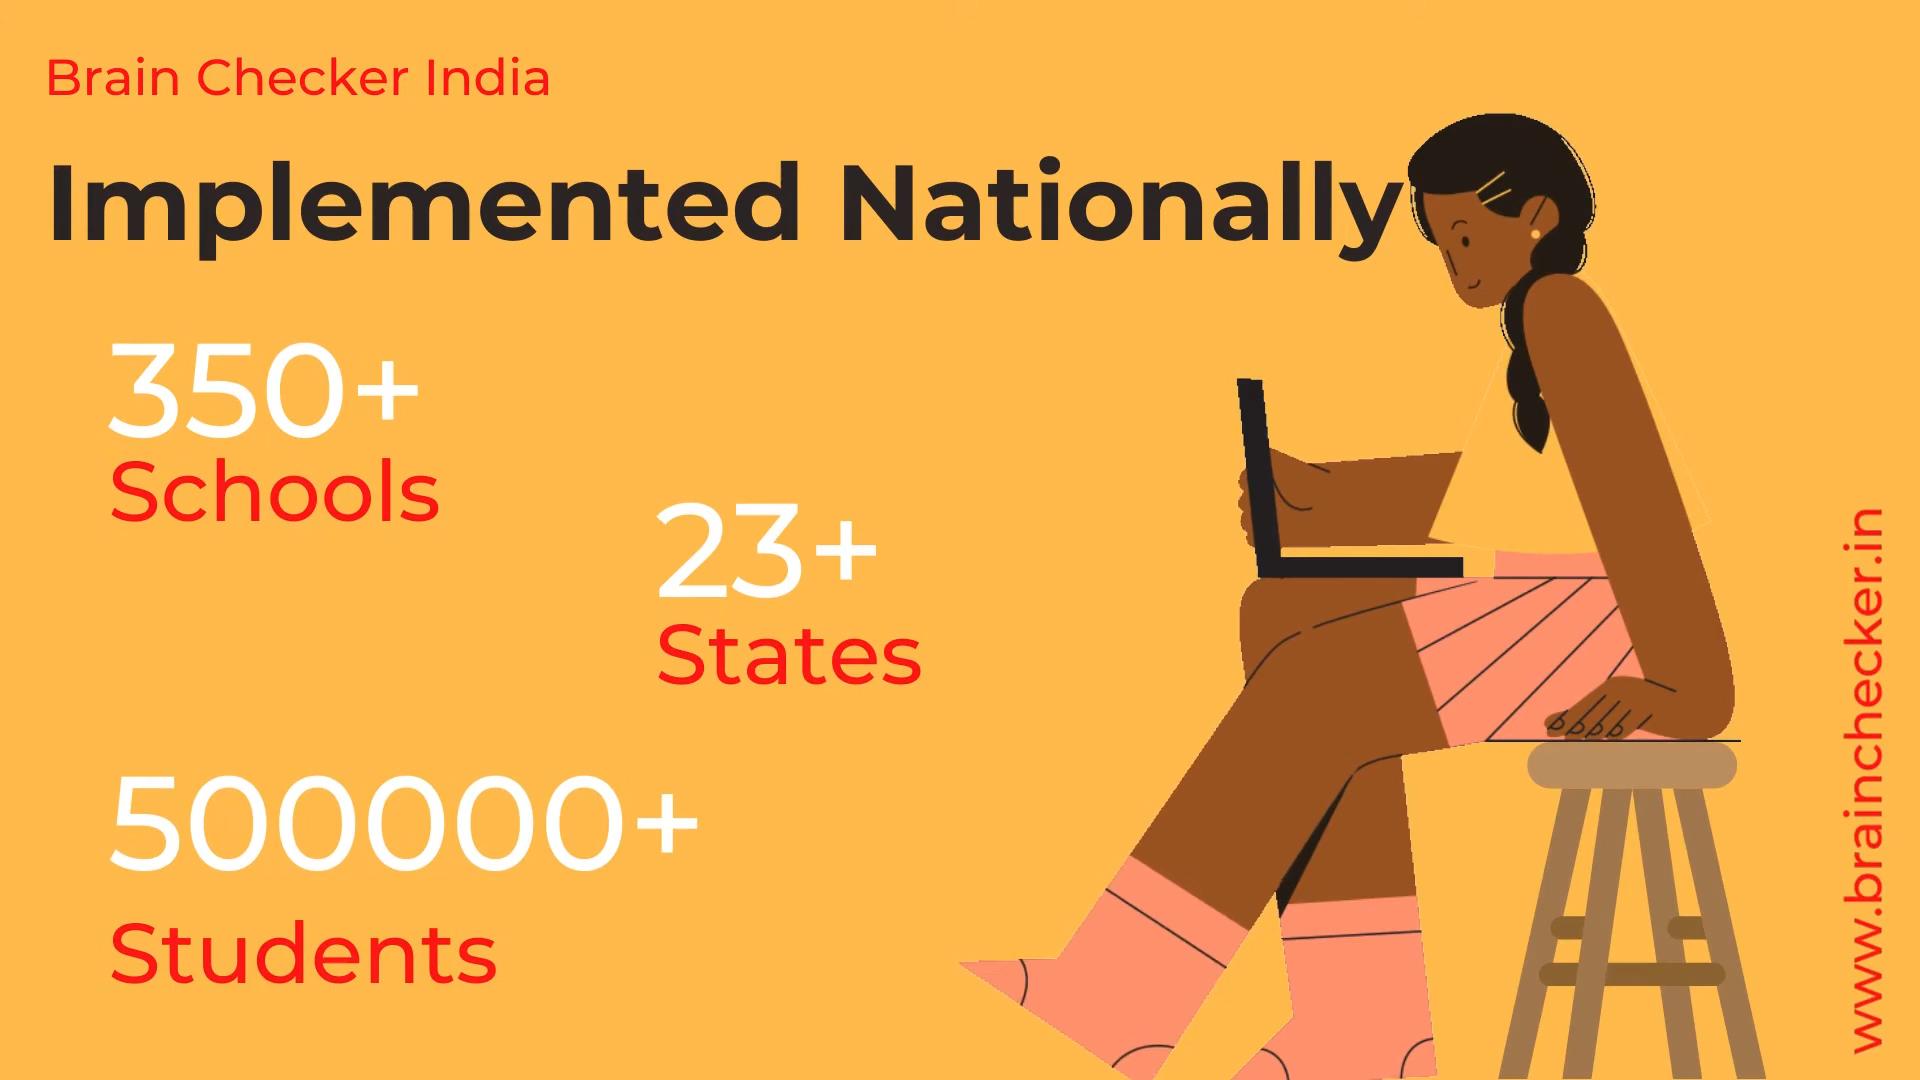 Brain Checker India
Implemented Nationally
350+
Schools
23+
States
500000+
Students
www.brainchecker.in